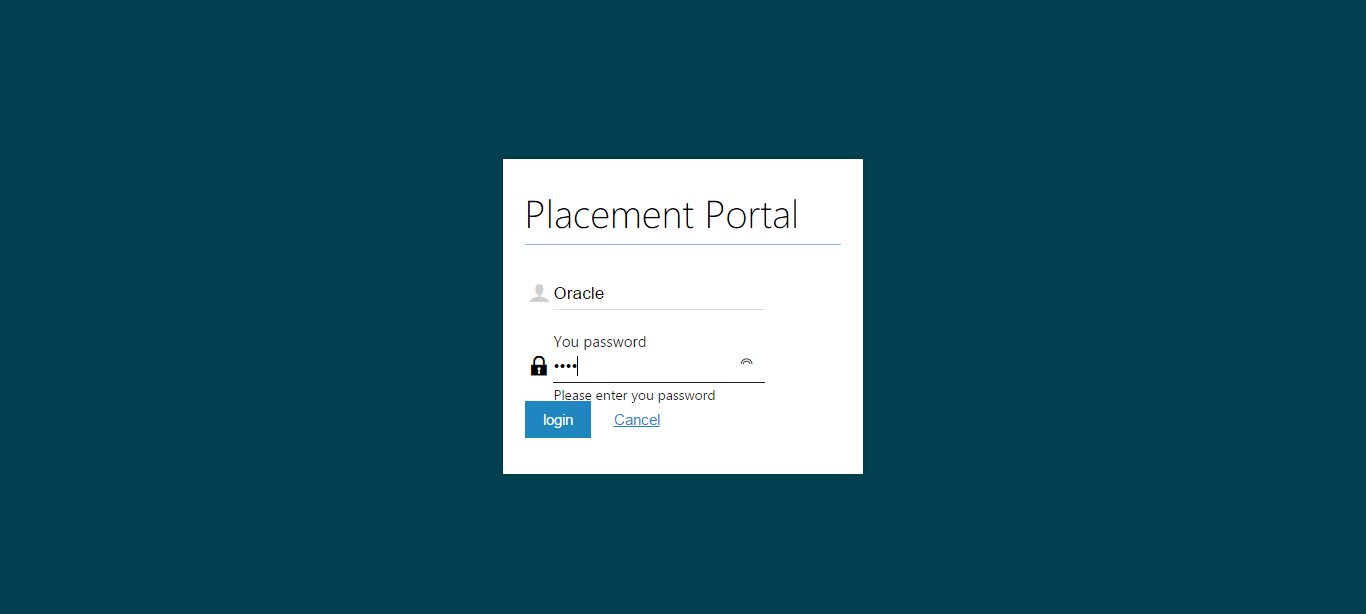 Placement Portal
Oracle
You password
••••
Please enter you password
login Cancel